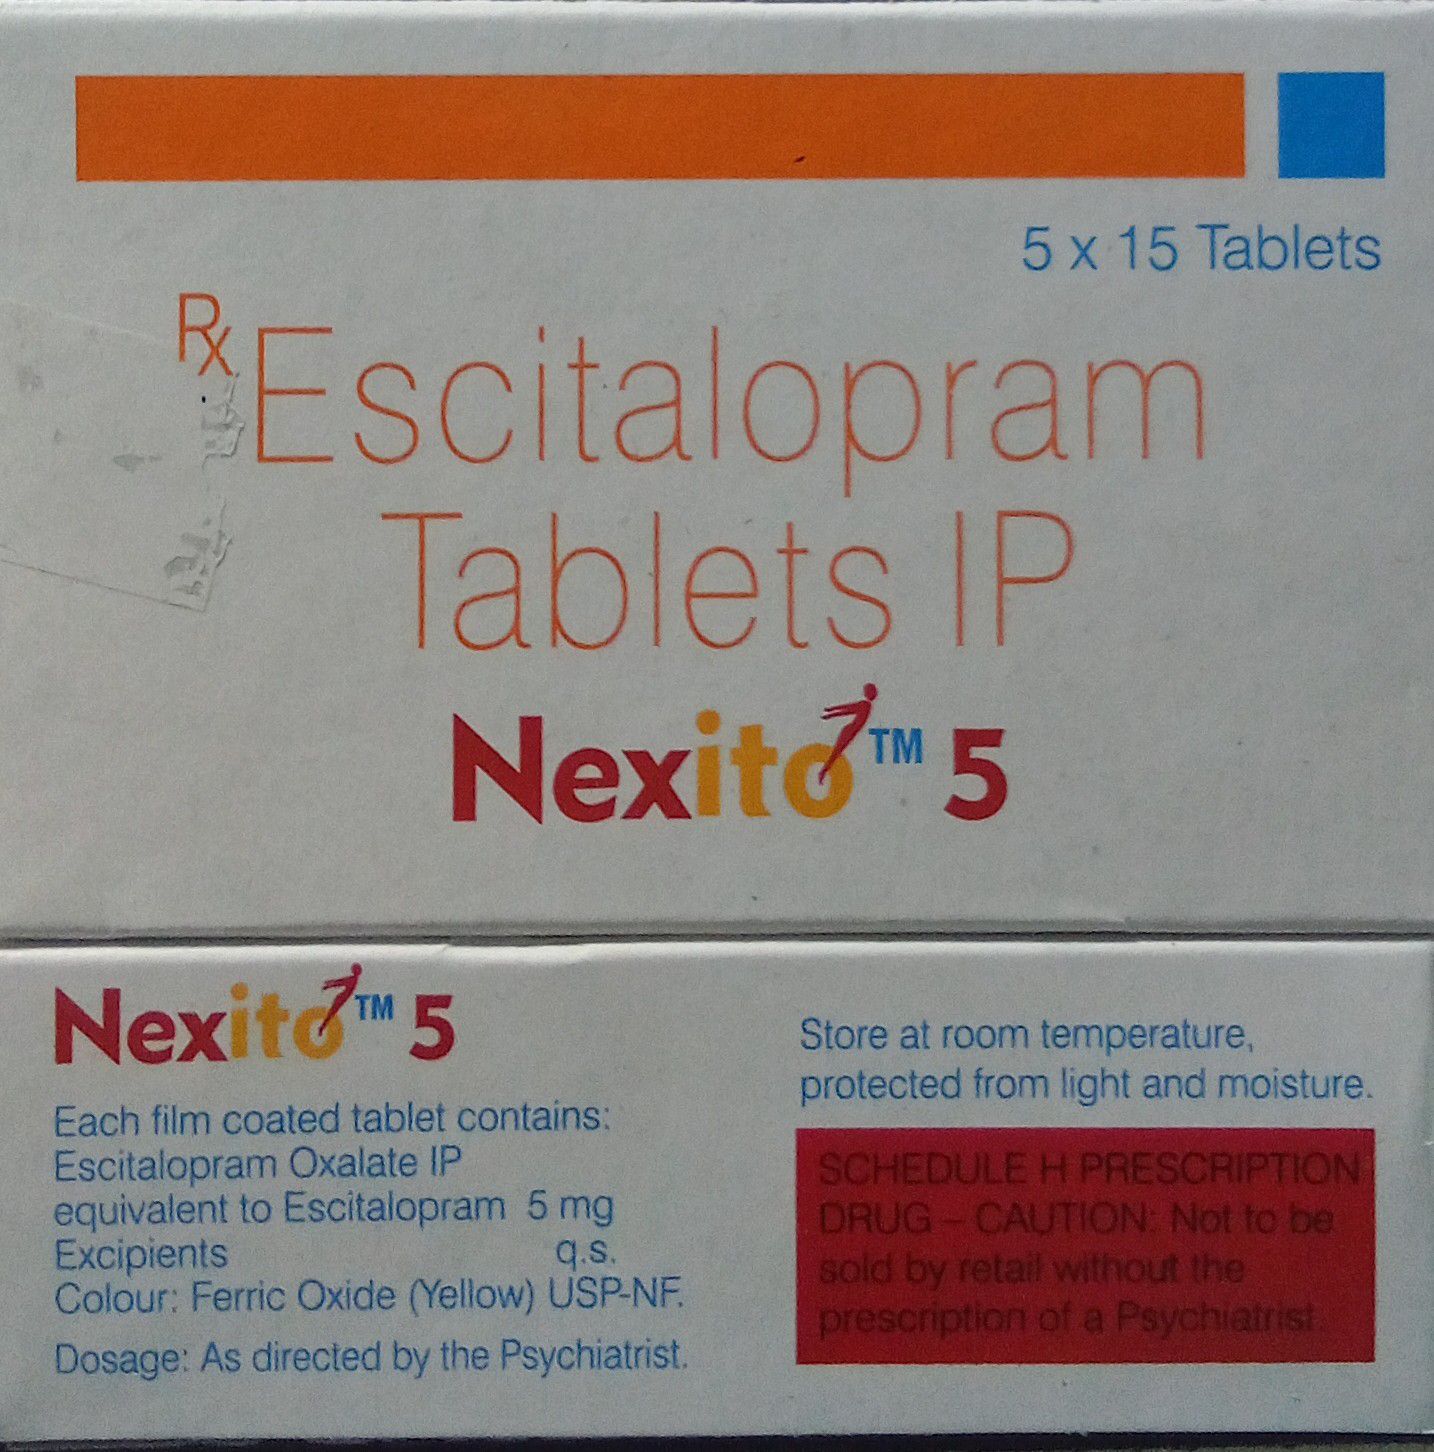 5 x 15 Tablets
Rx Escitalopram
Tablets IP
Nexito™ 5
Nexito™ 5
Each film coated tablet contains:
Escitalopram Oxalate IP
equivalent to Escitalopram 5 mg
Excipients q.s.
Colour: Ferric Oxide (Yellow) USP-NF.
Dosage: As directed by the Psychiatrist.
Store at room temperature,
protected from light and moisture.
SCHEDULE H PRESCRIPTION
DRUG – CAUTION: Not to be
sold by retail without the
prescription of a Psychiatrist.